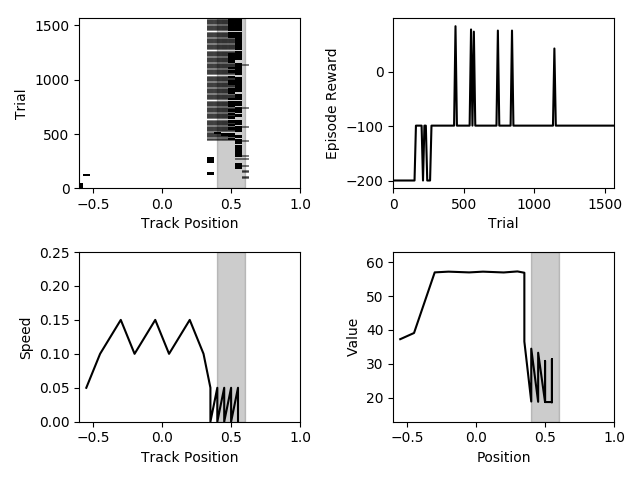 1500
1000
500
0
Trial
−0.5 0.0 0.5 1.0
Track Position
0
−100
−200
Episode Reward
0 500 1000 1500
Trial
0.25
0.20
0.15
0.10
0.05
0.00
Speed
−0.5 0.0 0.5 1.0
Track Position
60
50
40
30
20
Value
−0.5 0.0 0.5 1.0
Position